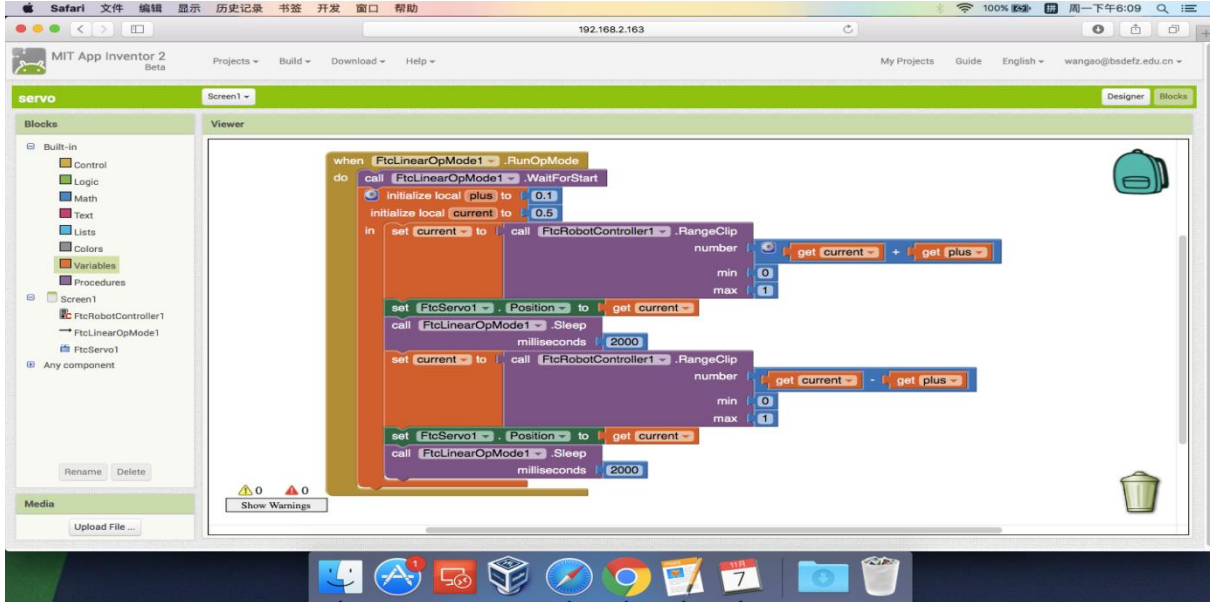 Safari 文件 编辑 显示 历史记录 书签 开发 窗口 帮助 100% 拼 周一下午6:09
192.168.2.163
MIT App Inventor 2
Beta
Projects Build Download Help My Projects Guide English wangao@bsdefz.edu.cn
servo Screen1 Designer Blocks
Blocks Viewer
Built-in
Control
Logic
Math
Text
Lists
Colors
Variables
Procedures
Screen1
FtcRobotController1
FtcLinearOpMode1
FtcServo1
Any component
Rename Delete
Media
Upload File ...
when FtcLinearOpMode1 .RunOpMode
do call FtcLinearOpMode1 .WaitForStart
initialize local plus to 0.1
initialize local current to 0.5
in set current to call FtcRobotController1 .RangeClip
number get current + get plus
min 0
max 1
set FtcServo1 . Position to get current
call FtcLinearOpMode1 .Sleep
milliseconds 2000
set current to call FtcRobotController1 .RangeClip
number get current - get plus
min 0
max 1
set FtcServo1 . Position to get current
call FtcLinearOpMode1 .Sleep
milliseconds 2000
0 0
Show Warnings
1
11月
7